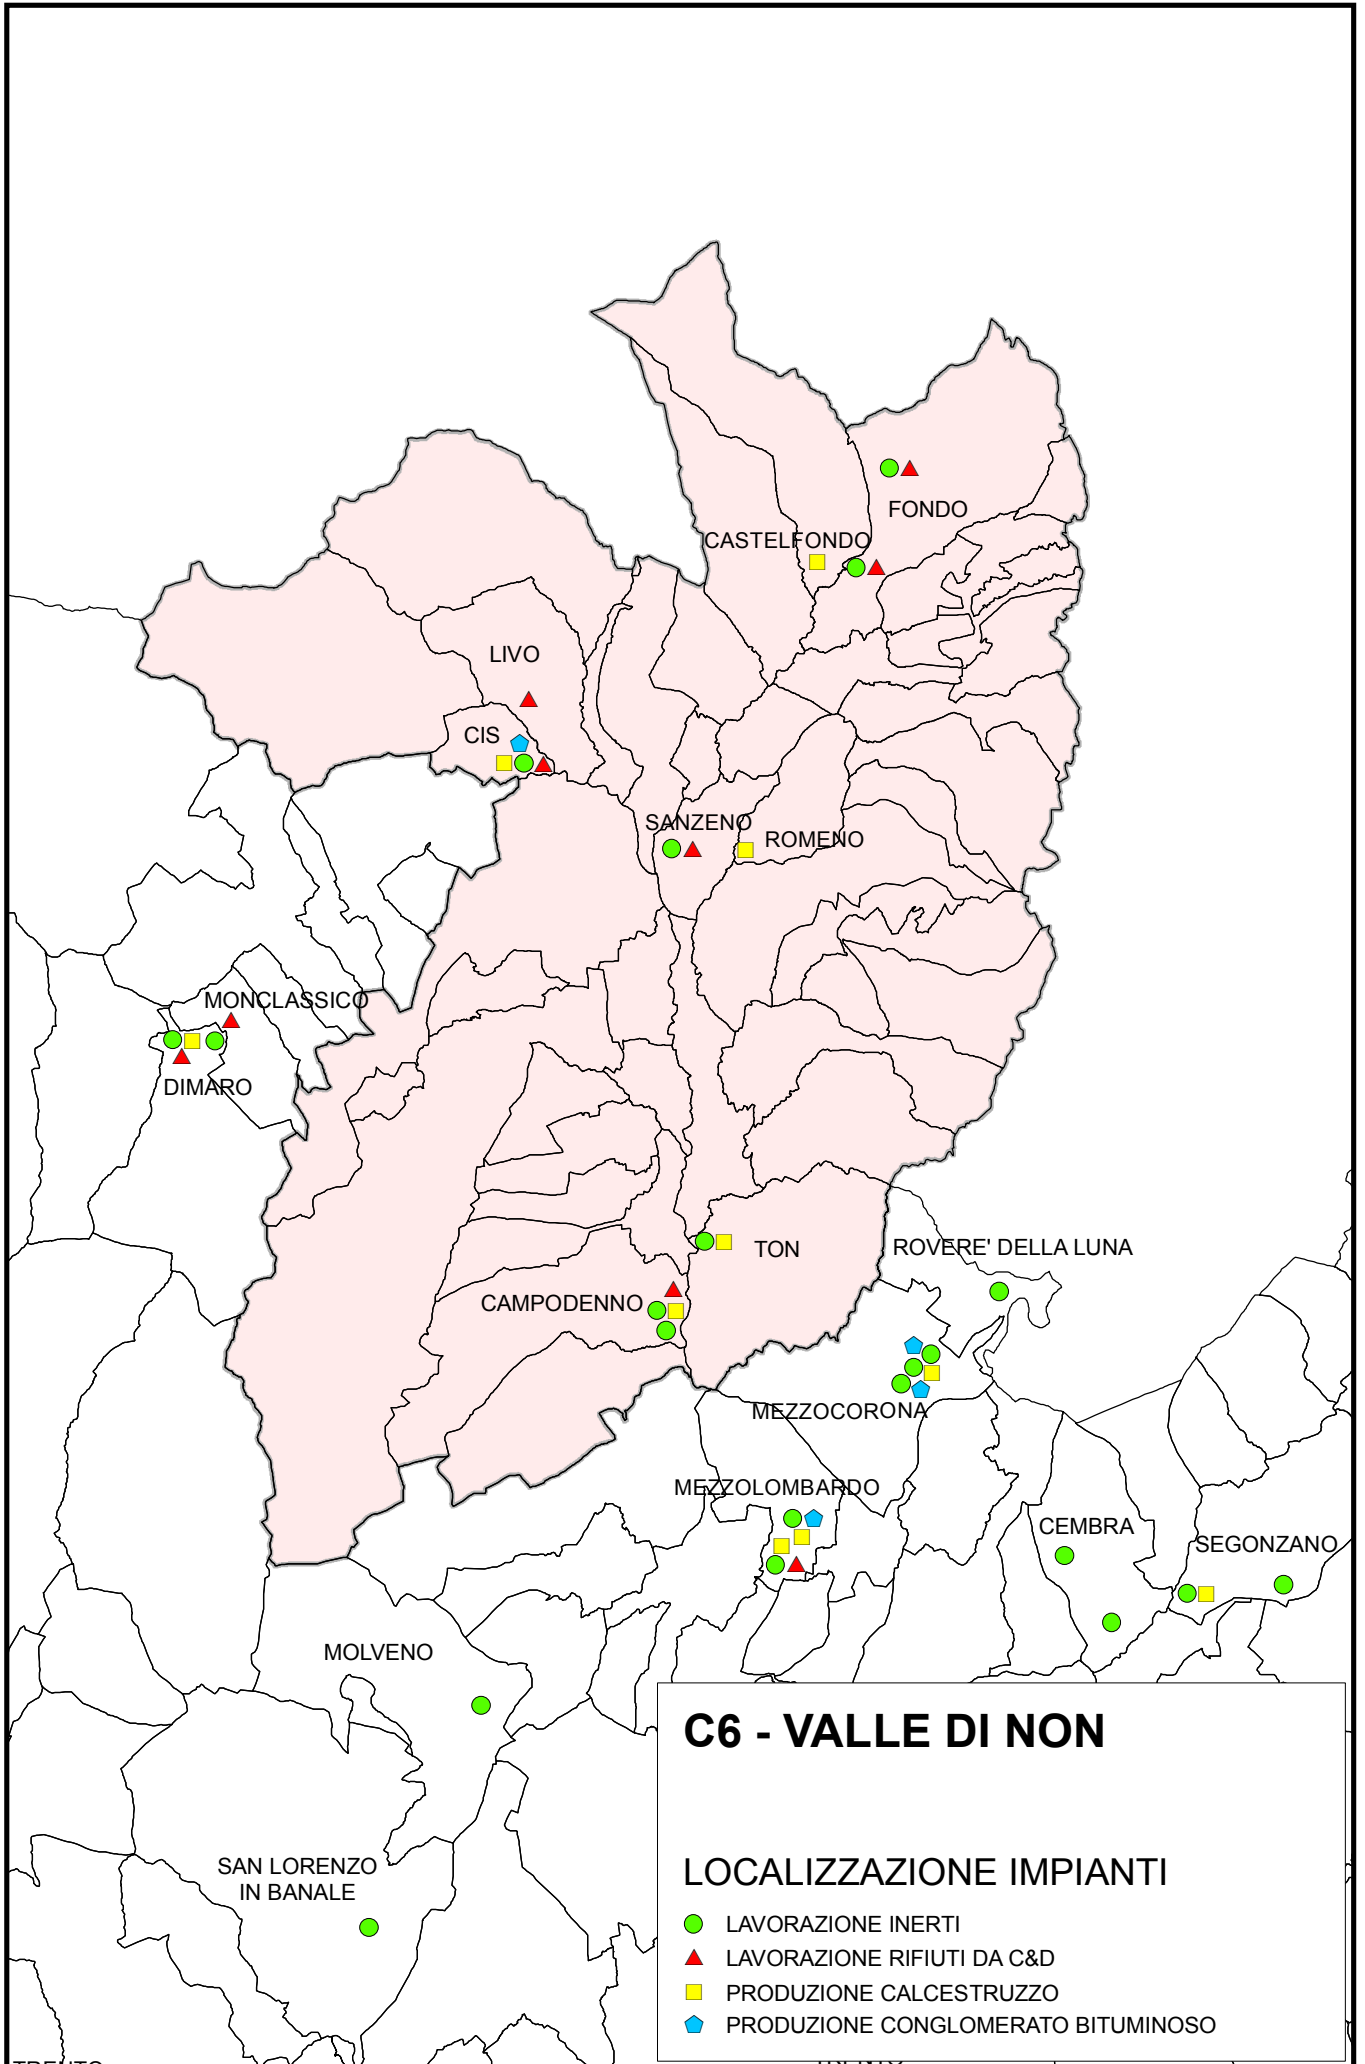 FONDO
CASTELFONDO
LIVO
CIS
SANZENO
ROMENO
MONCLASSICO
DIMARO
TON
ROVERE' DELLA LUNA
CAMPODENNO
MEZZOCORONA
MEZZOLOMBARDO
CEMBRA
SEGONZANO
MOLVENO
SAN LORENZO
IN BANALE
C6 - VALLE DI NON
LOCALIZZAZIONE IMPIANTI
LAVORAZIONE INERTI
LAVORAZIONE RIFIUTI DA C&D
PRODUZIONE CALCESTRUZZO
PRODUZIONE CONGLOMERATO BITUMINOSO
TRENTO
TRENTO